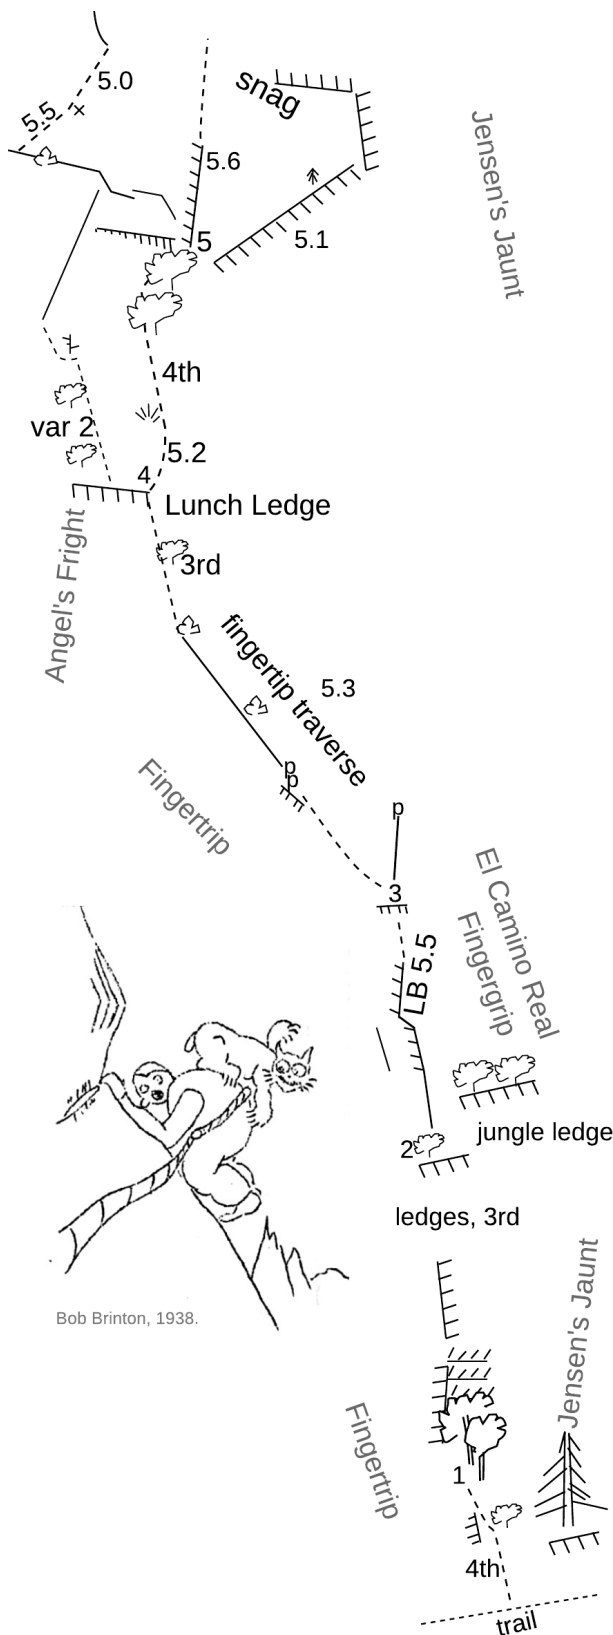 5.0
5.5
snag
5.6
Jensen's Jaunt
5
5.1
4th
var 2
5.2
4
Lunch Ledge
3rd
Angel's Fright
fingertip traverse
5.3
p
p
Fingertrip
p
3
El Camino Real
Fingergrip
LB 5.5
jungle ledge
2
ledges, 3rd
Jensen's Jaunt
Bob Brinton, 1938.
Fingertrip
1
4th
trail